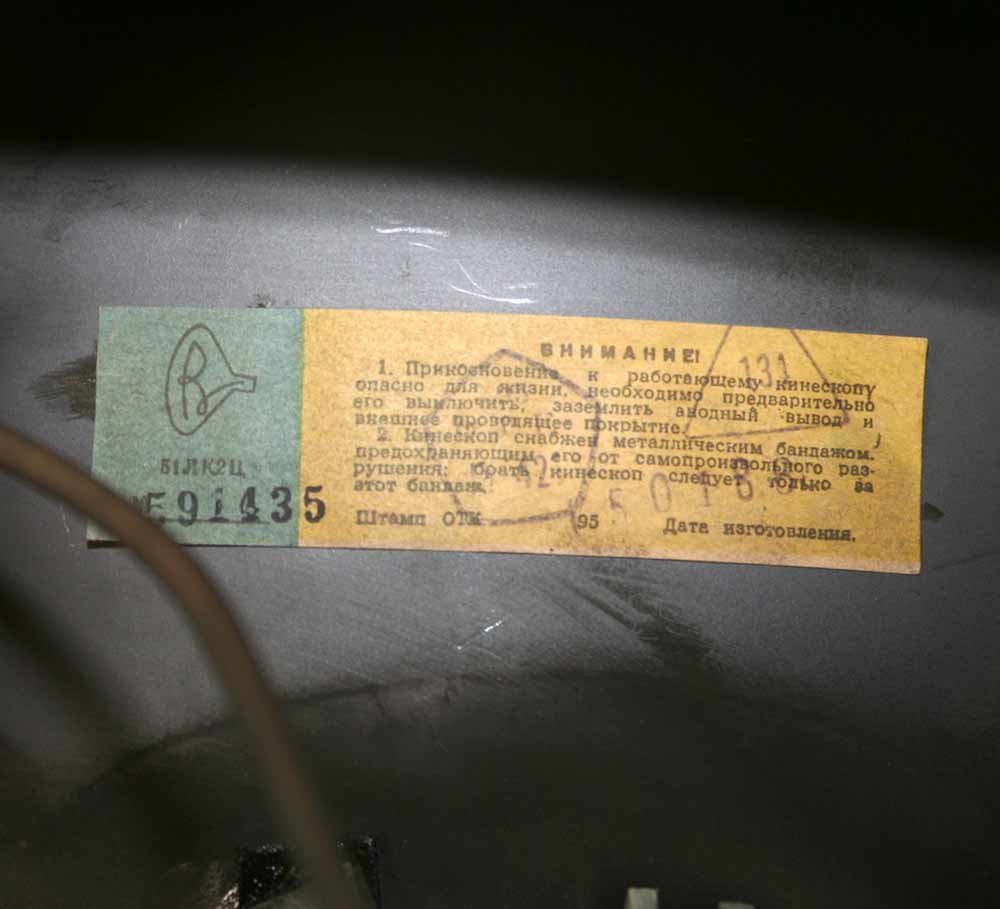 51ЛК2Ц
591435
ВНИМАНИЕ!
1. Прикосновение к работающему кинескопу
опасно для жизни, необходимо предварительно
его выключить, заземлить анодный вывод и
внешнее проводящее покрытие.
2. Кинескоп снабжен металлическим бандажом,
предохраняющим его от самопроизвольного раз-
рушения; брать кинескоп следует только за
этот бандаж.
131
Штамп ОТК
95
Дата изготовления.